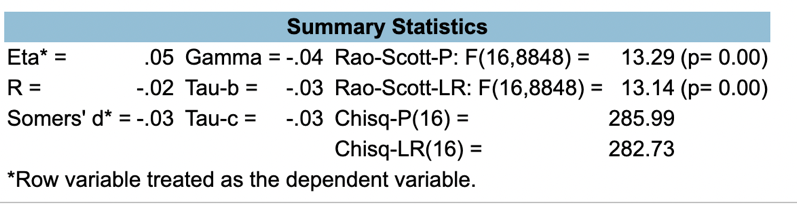 Summary Statistics
Eta* = .05 Gamma = -.04 Rao-Scott-P: F(16,8848) = 13.29 (p= 0.00)
R = -.02 Tau-b = -.03 Rao-Scott-LR: F(16,8848) = 13.14 (p= 0.00)
Somers' d* = -.03 Tau-c = -.03 Chisq-P(16) = 285.99
Chisq-LR(16) = 282.73
*Row variable treated as the dependent variable.